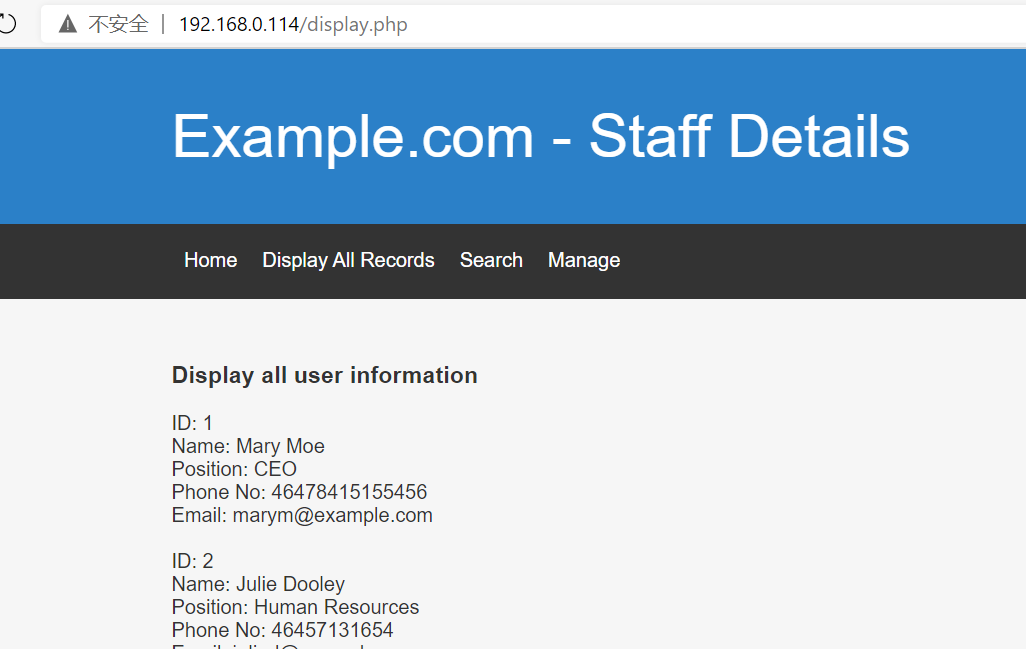 不安全 | 192.168.0.114/display.php
Example.com - Staff Details
Home Display All Records Search Manage
Display all user information
ID: 1
Name: Mary Moe
Position: CEO
Phone No: 46478415155456
Email: marym@example.com
ID: 2
Name: Julie Dooley
Position: Human Resources
Phone No: 46457131654